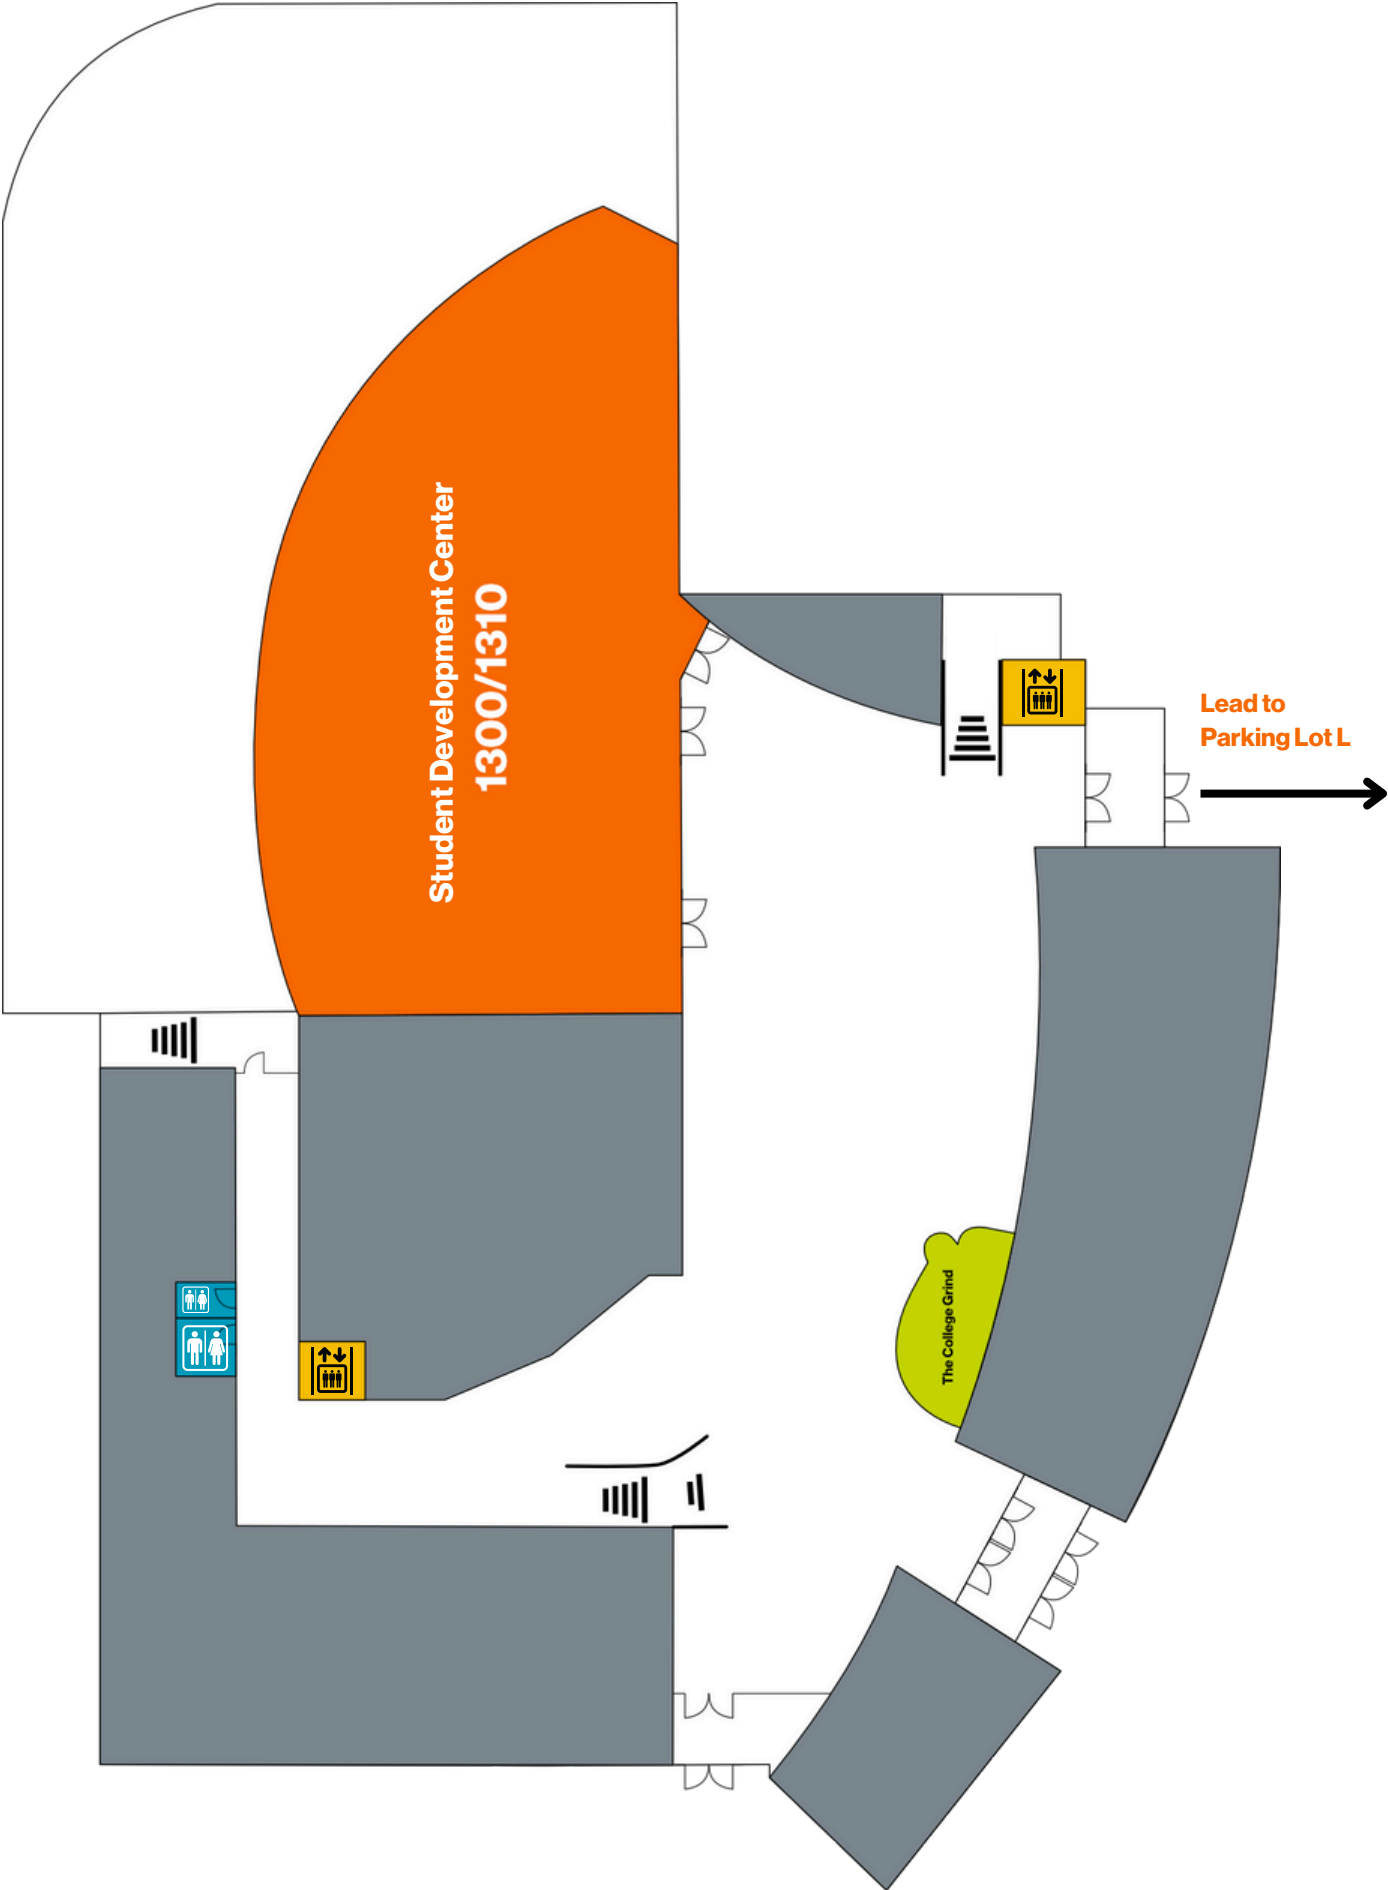 Student Development Center
1300/1310
Lead to
Parking Lot L
The College Grind